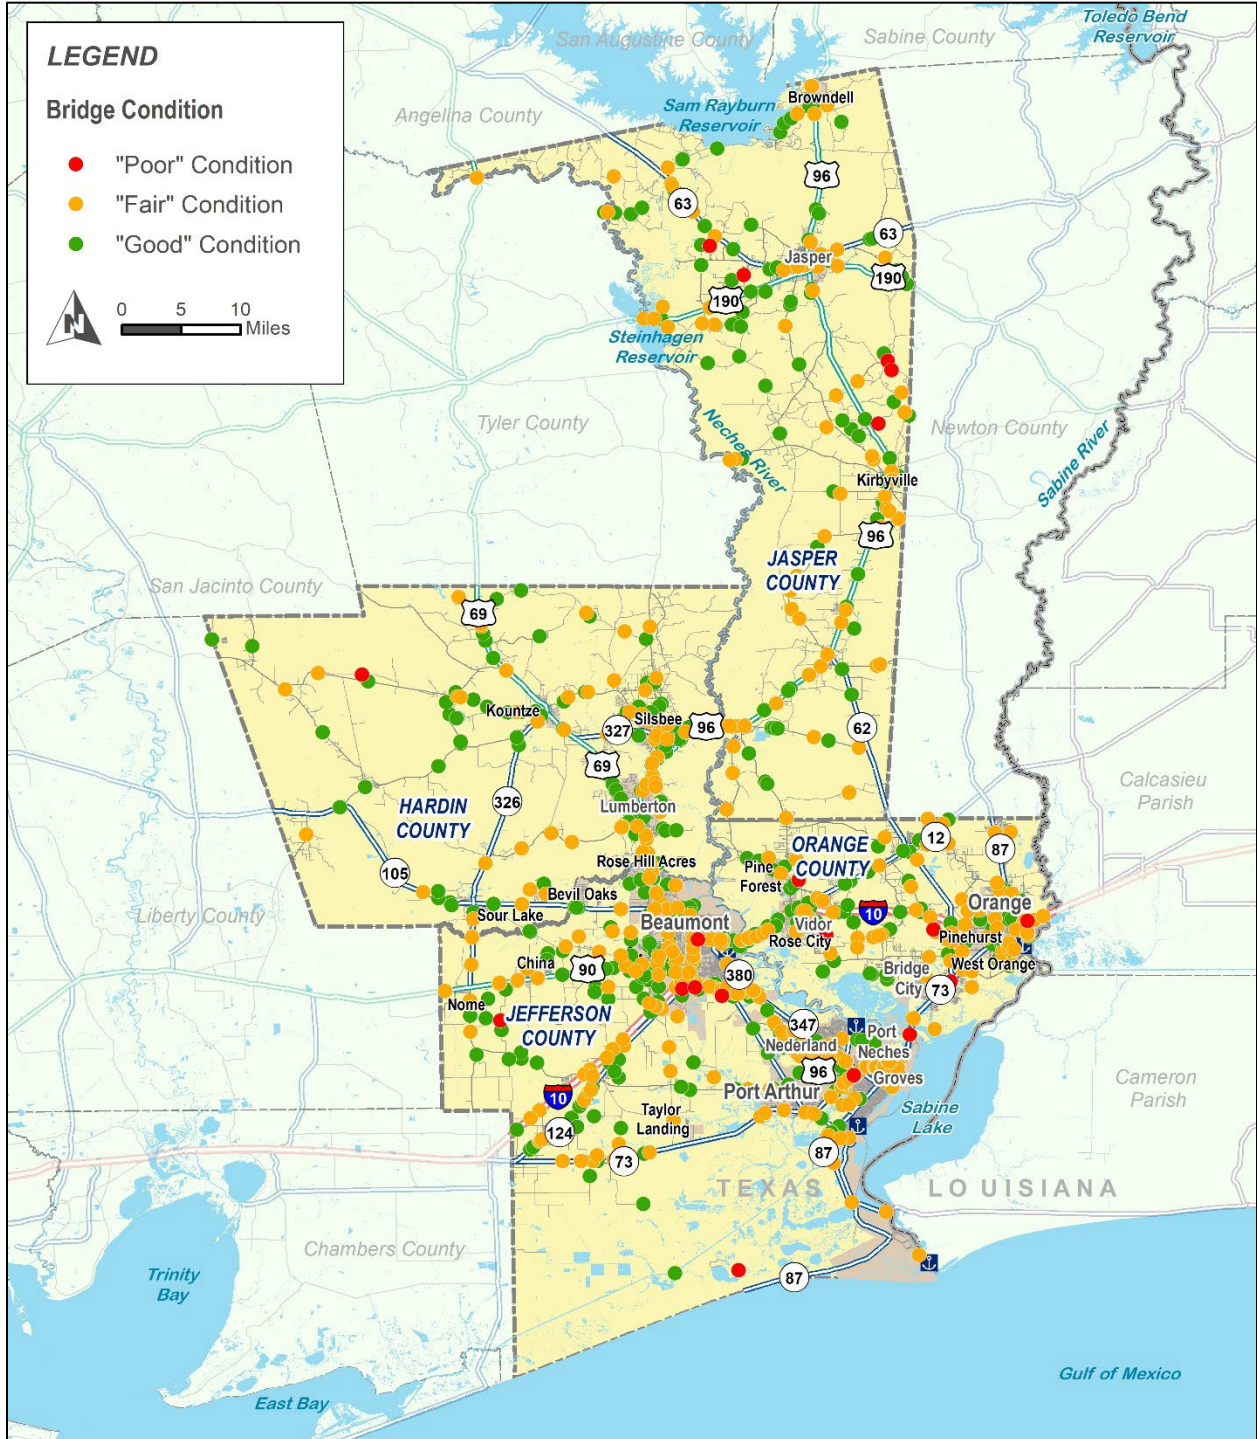 LEGEND
Bridge Condition
"Poor" Condition
"Fair" Condition
"Good" Condition
N
0 5 10
Miles
Toledo Bend
Reservoir
San Augustine County
Sabine County
Angelina County
Sam Rayburn
Reservoir
Browndell
96
63
63
Jasper
190
190
Steinhagen
Reservoir
Tyler County
Neches River
Newton County
Sabine River
Kirbyville
96
JASPER
COUNTY
San Jacinto County
69
Kountze
Silsbee
327
96
62
69
Calcasieu
Parish
HARDIN
COUNTY
326
Lumberton
ORANGE
COUNTY
12
87
105
Rose Hill Acres
Pine
Forest
Bevil Oaks
Liberty County
Sour Lake
Beaumont
Vidor
10
Orange
Rose City
Pinehurst
China
90
380
Bridge
City
West Orange
73
Nome
JEFFERSON
COUNTY
347
Port
Neches
Nederland
96
Groves
10
Port Arthur
Cameron
Parish
Taylor
Landing
Sabine
Lake
124
73
87
TEXAS
LOUISIANA
Chambers County
Trinity
Bay
87
East Bay
Gulf of Mexico